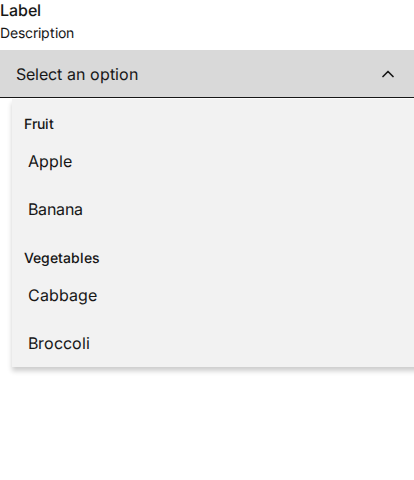 Label
Description
Select an option
Fruit
Apple
Banana
Vegetables
Cabbage
Broccoli